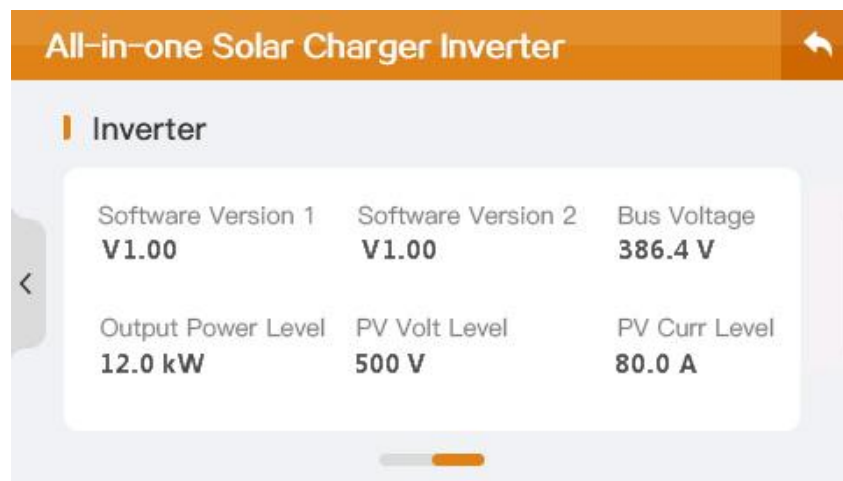 All-in-one Solar Charger Inverter
Inverter
Software Version 1 Software Version 2 Bus Voltage
V1.00 V1.00 386.4 V
Output Power Level PV Volt Level PV Curr Level
12.0 kW 500 V 80.0 A